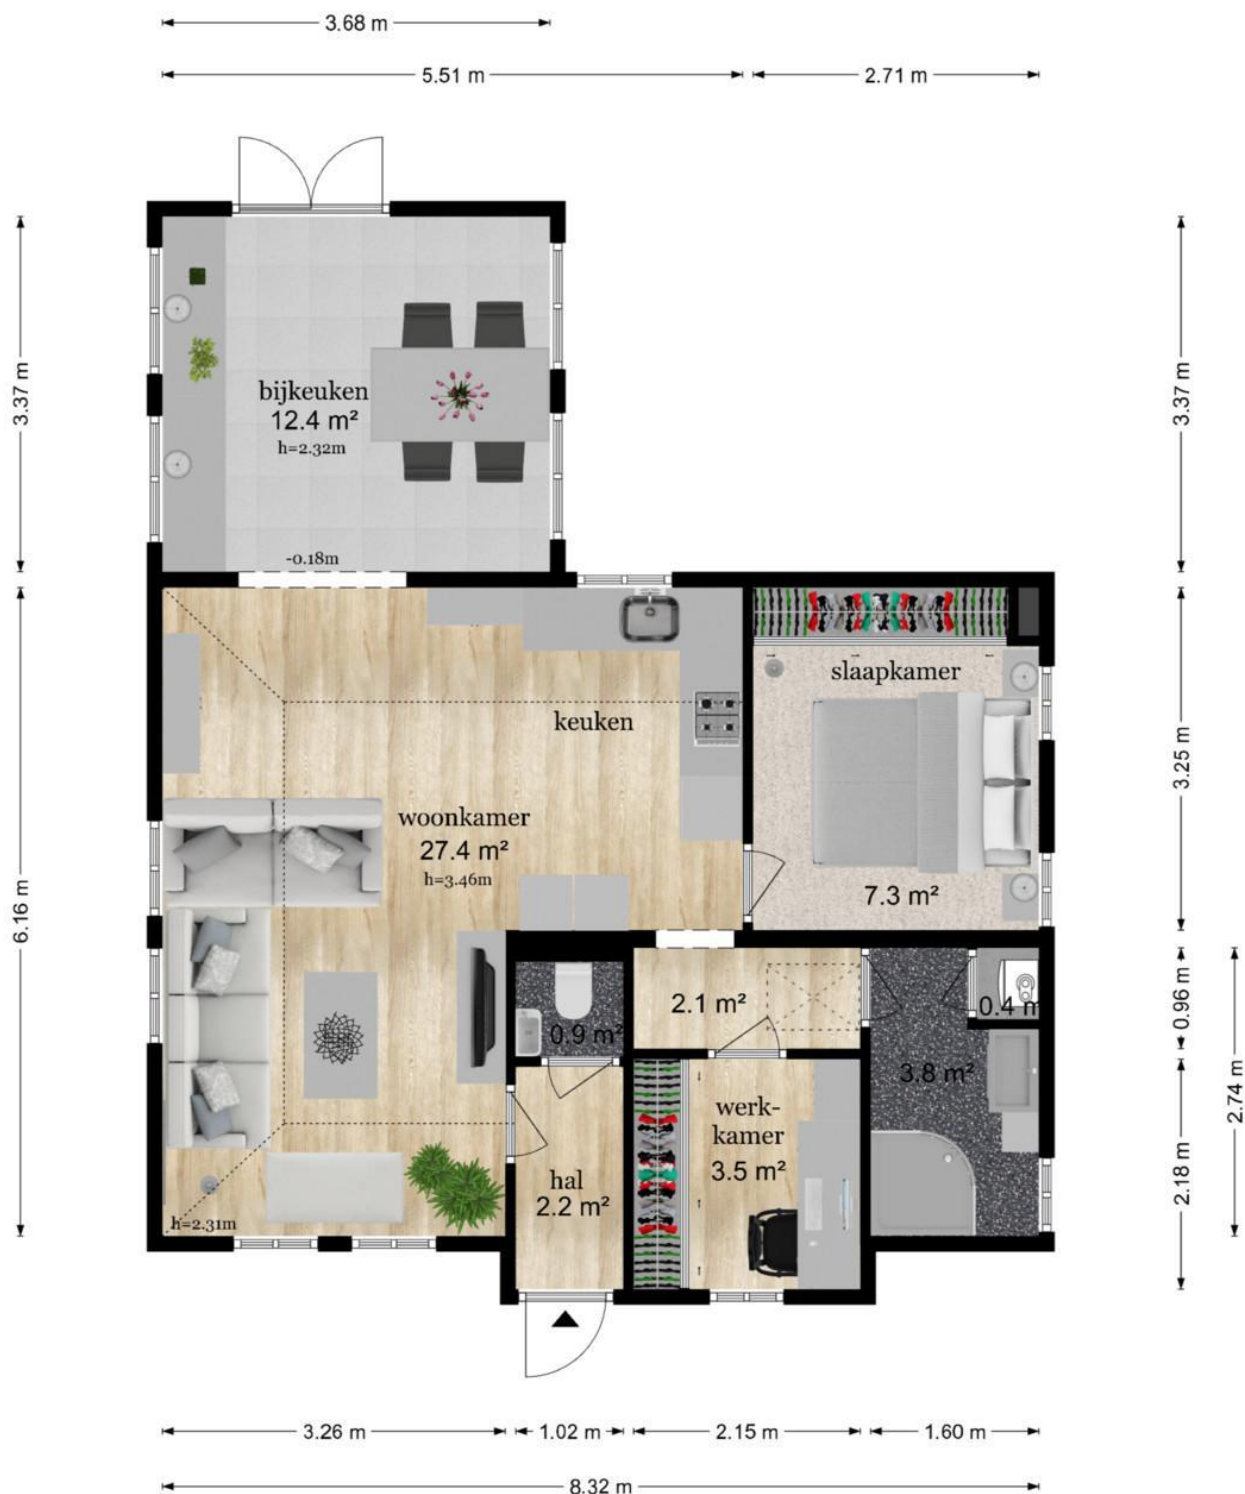 3.68 m
5.51 m
2.71 m
3.37 m
3.37 m
bijkeuken
12.4 m²
h=2.32m
-0.18m
slaapkamer
keuken
3.25 m
woonkamer
27.4 m²
h=3.46m
7.3 m²
6.16 m
2.1 m²
0.4 m
0.96 m
0.9 m²
3.8 m²
2.74 m
werk-
kamer
3.5 m²
2.18 m
hal
2.2 m²
h=2.31m
3.26 m
1.02 m
2.15 m
1.60 m
8.32 m